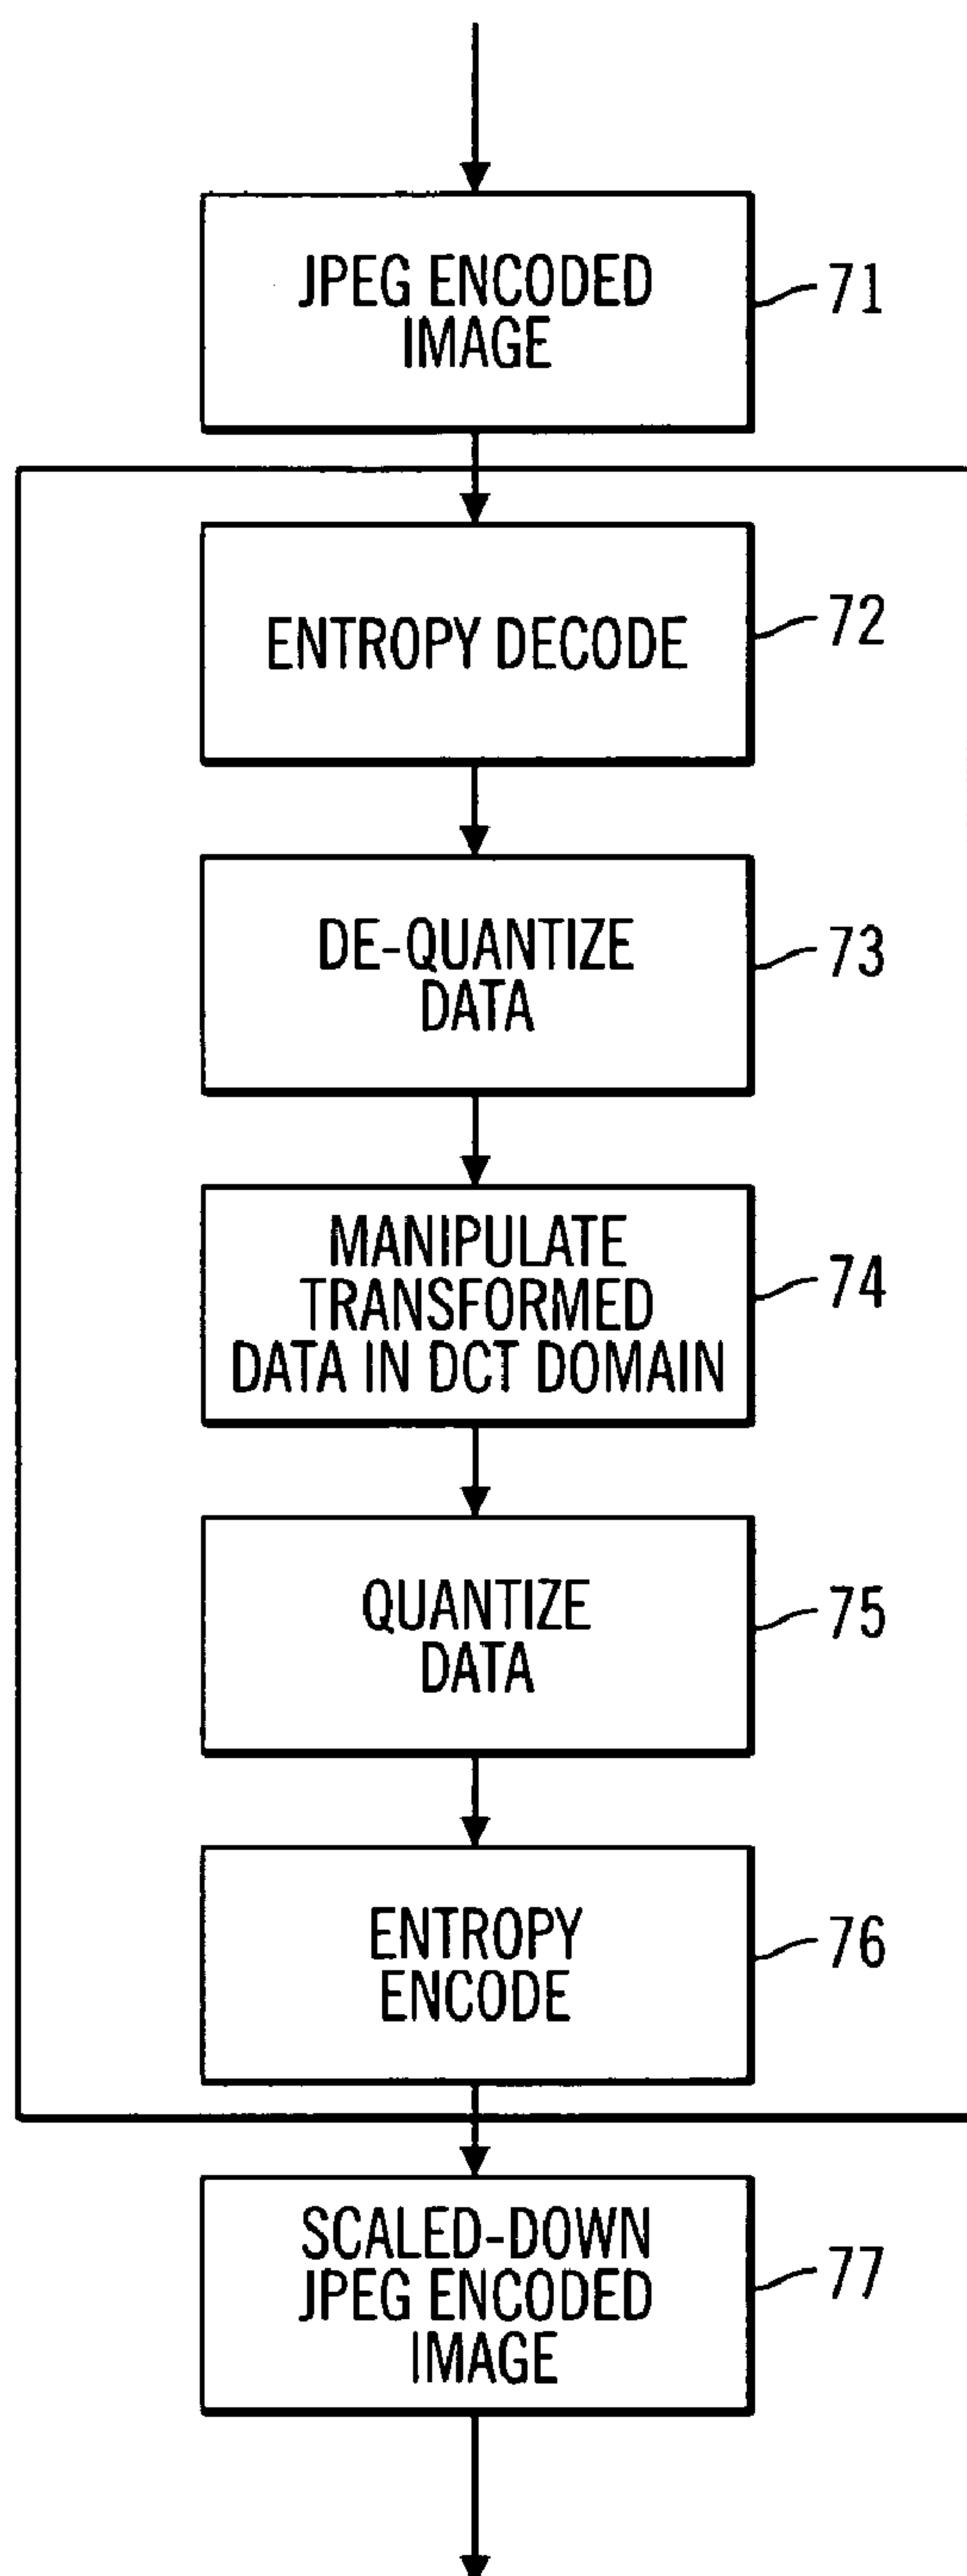 JPEG ENCODED
IMAGE
71
ENTROPY DECODE
72
DE-QUANTIZE
DATA
73
MANIPULATE
TRANSFORMED
DATA IN DCT DOMAIN
74
QUANTIZE
DATA
75
ENTROPY
ENCODE
76
SCALED-DOWN
JPEG ENCODED
IMAGE
77